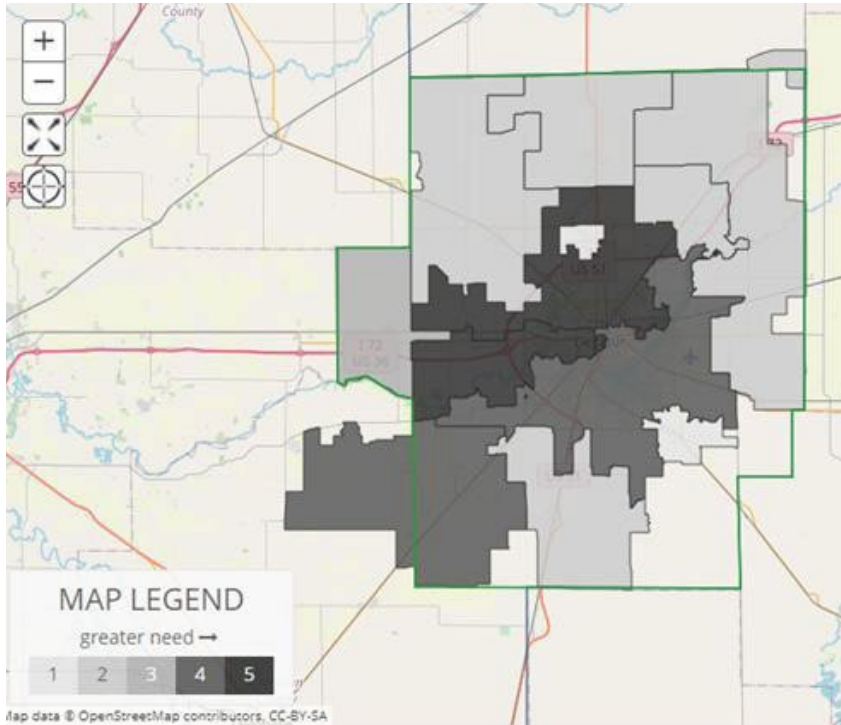 County
+
−
55
I 72
US 51
I 72
US 36
MAP LEGEND
greater need →
1 2 3 4 5
Map data © OpenStreetMap contributors, CC-BY-SA